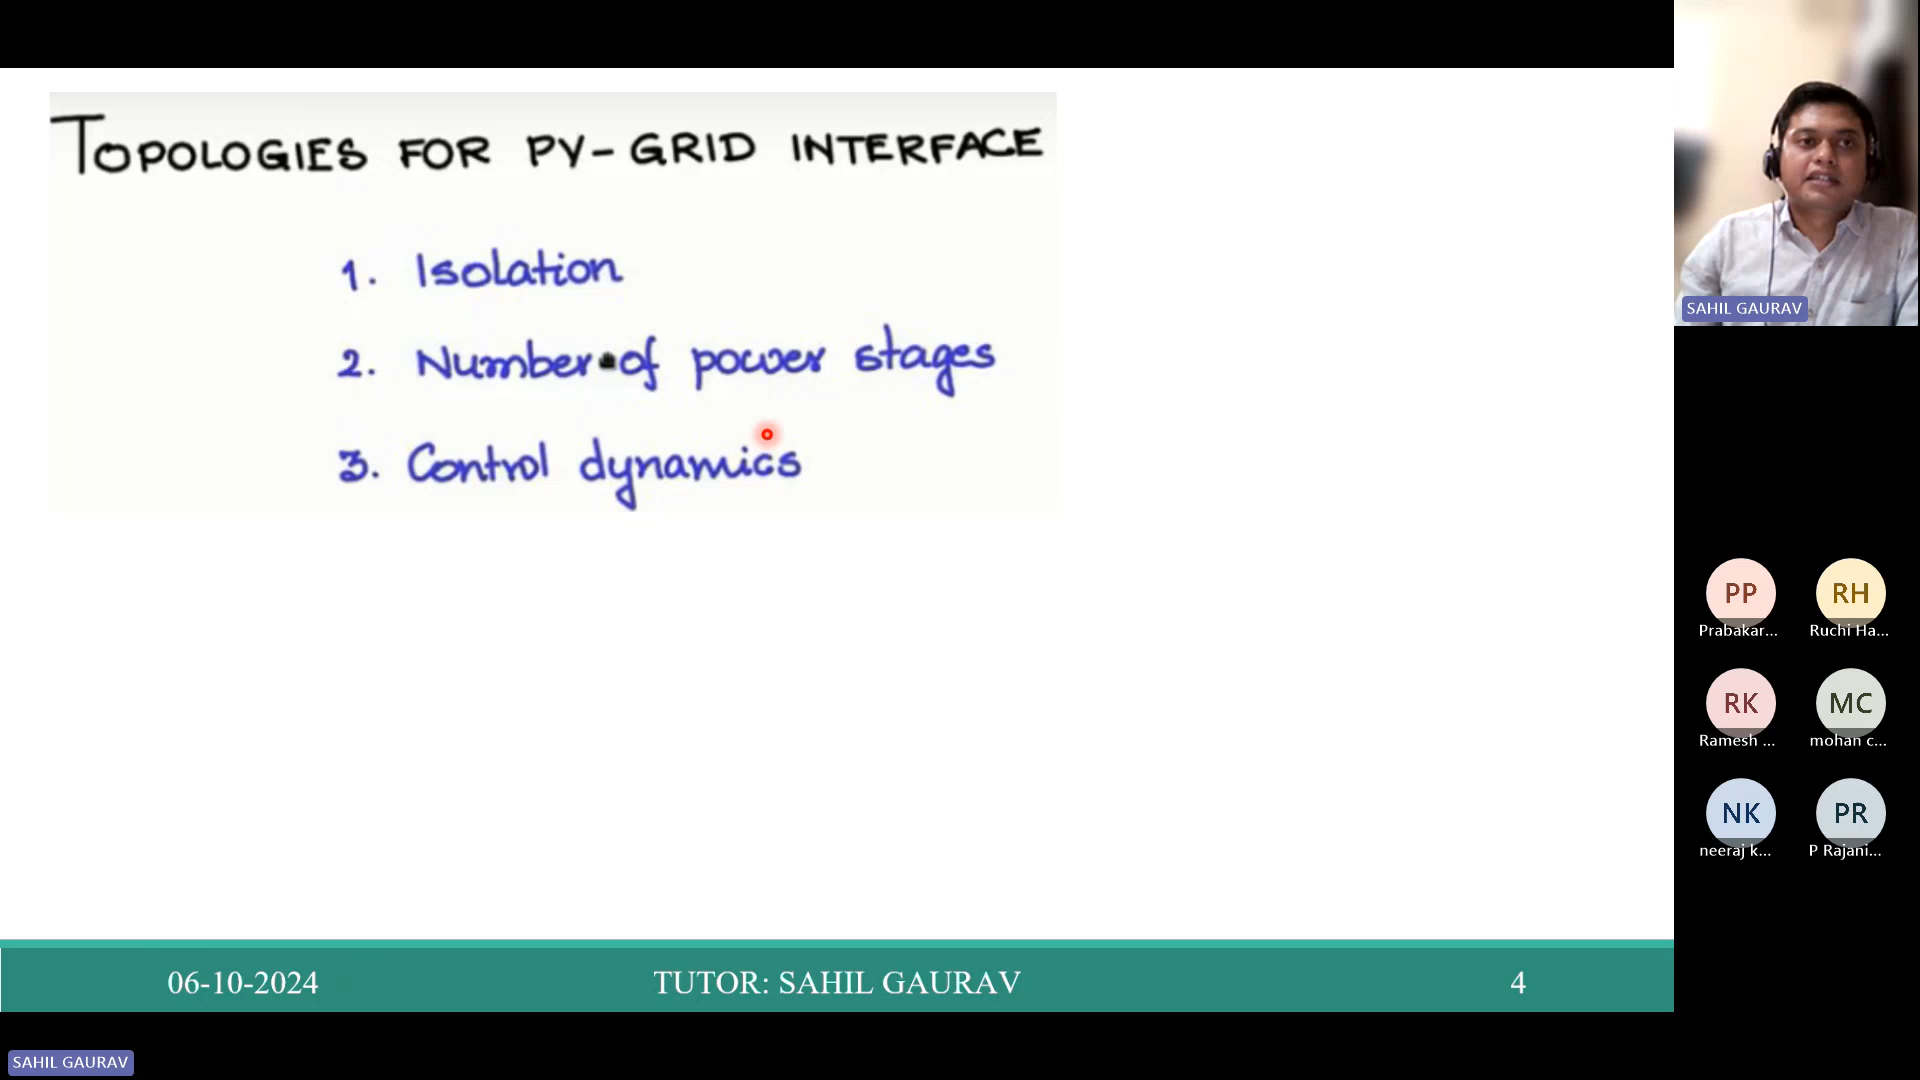 TOPOLOGIES FOR PV-GRID INTERFACE
1. Isolation
2. Number of power stages
3. Control dynamics
06-10-2024 TUTOR: SAHIL GAURAV 4
SAHIL GAURAV
SAHIL GAURAV
PP RH
Prabakar... Ruchi Ha...
RK MC
Ramesh ... mohan c...
NK PR
neeraj k... P Rajani...